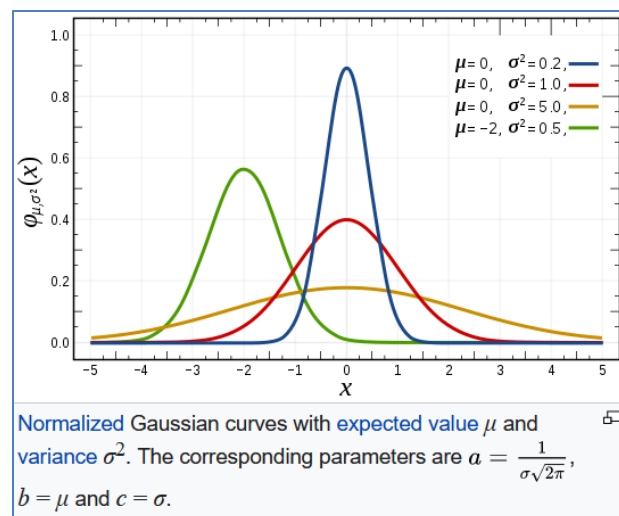 1.0
0.8
0.6
0.4
0.2
0.0
φμ,σ²(x)
μ= 0, σ²= 0.2,
μ= 0, σ²= 1.0,
μ= 0, σ²= 5.0,
μ= −2, σ²= 0.5,
−5 −4 −3 −2 −1 0 1 2 3 4 5
x
Normalized Gaussian curves with expected value μ and
variance σ². The corresponding parameters are a = 1/(σ√2π),
b = μ and c = σ.